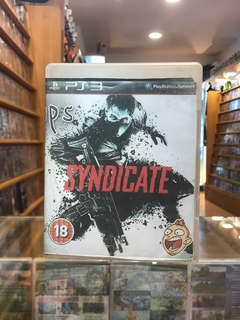 PS3
PlayStation Network
P.S.
SYNDICATE
18